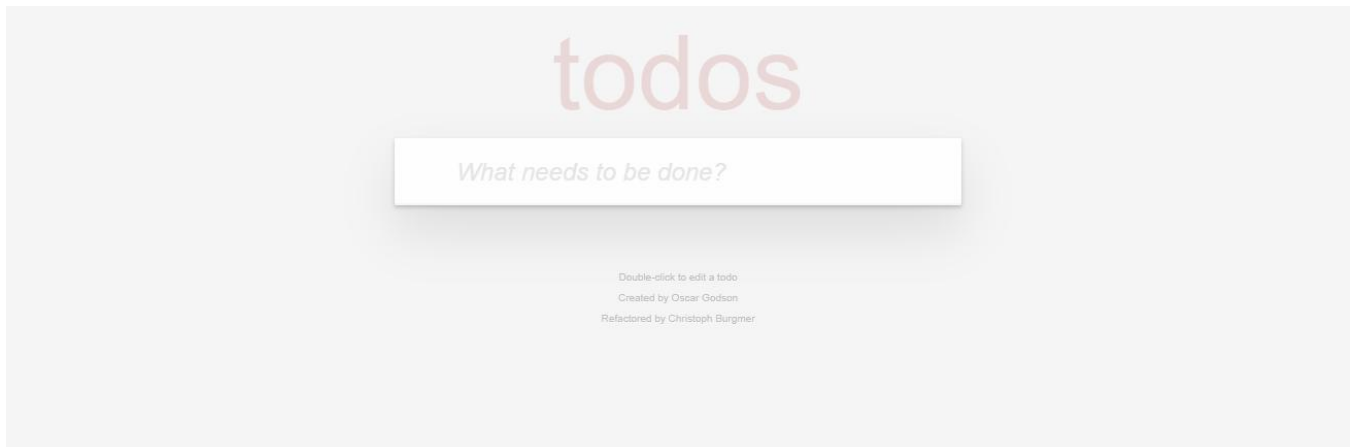 todos
What needs to be done?
Double-click to edit a todo
Created by Oscar Godson
Refactored by Christoph Burgmer